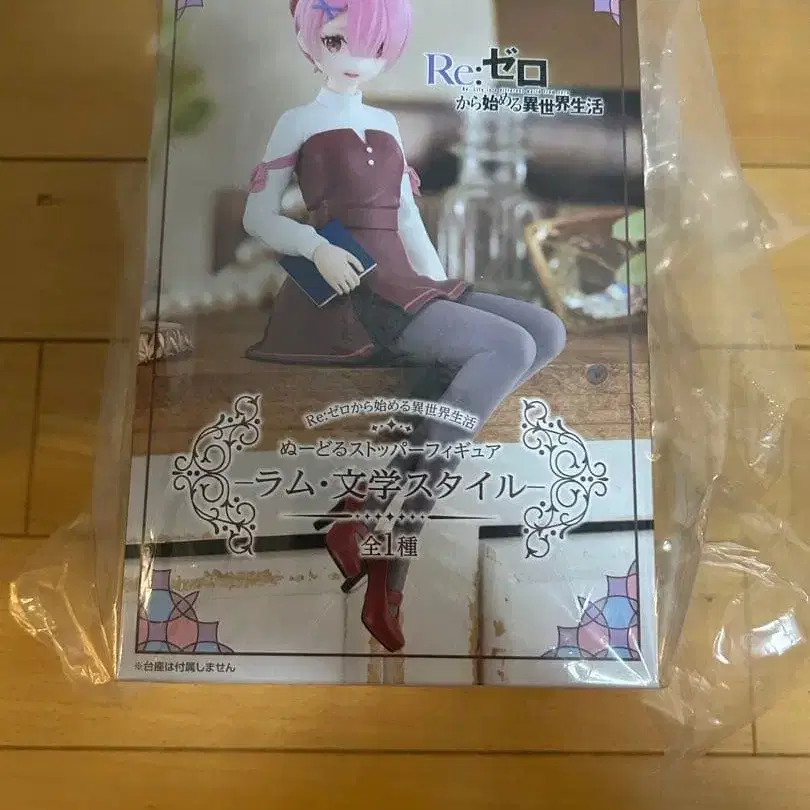 Re:ゼロ
から始める異世界生活
Re:ゼロから始める異世界生活
ぬーどるストッパーフィギュア
−ラム・文学スタイル−
全1種
※台座は付属しません